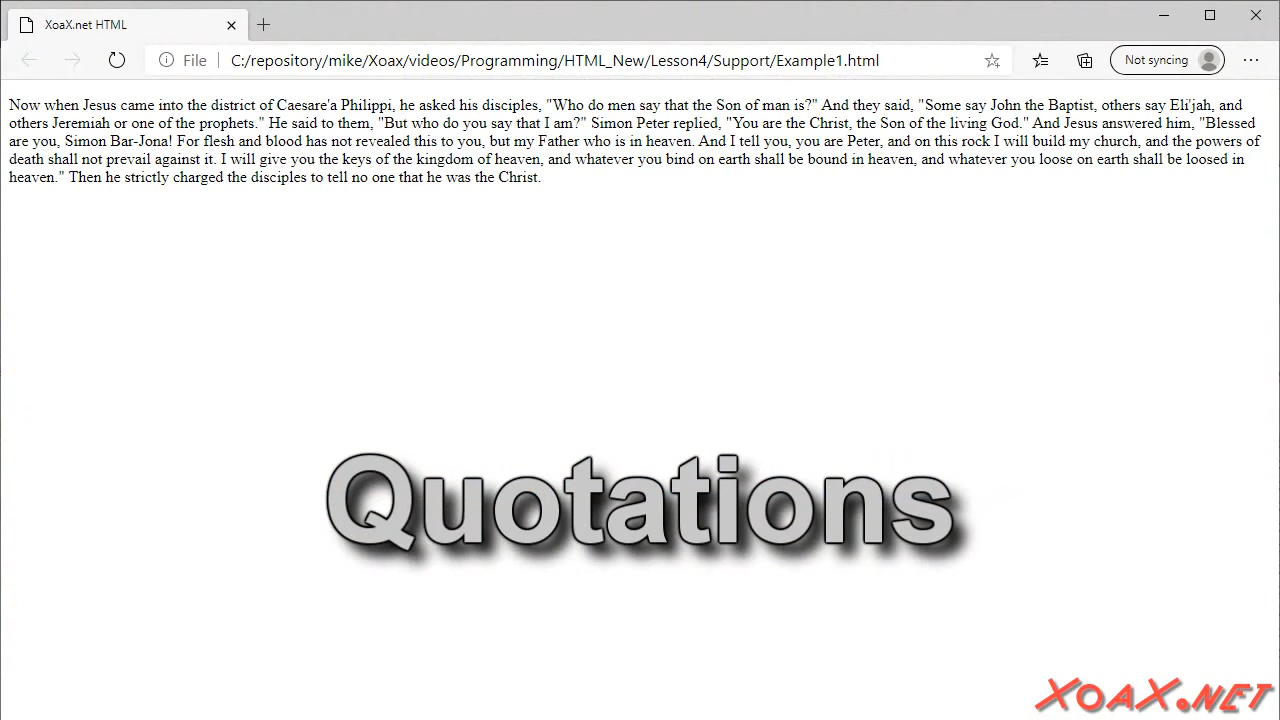 XoaX.net HTML
File
C:/repository/mike/Xoax/videos/Programming/HTML_New/Lesson4/Support/Example1.html
Not syncing
Now when Jesus came into the district of Caesare'a Philippi, he asked his disciples, "Who do men say that the Son of man is?" And they said, "Some say John the Baptist, others say Eli'jah, and
others Jeremiah or one of the prophets." He said to them, "But who do you say that I am?" Simon Peter replied, "You are the Christ, the Son of the living God." And Jesus answered him, "Blessed
are you, Simon Bar-Jona! For flesh and blood has not revealed this to you, but my Father who is in heaven. And I tell you, you are Peter, and on this rock I will build my church, and the powers of
death shall not prevail against it. I will give you the keys of the kingdom of heaven, and whatever you bind on earth shall be bound in heaven, and whatever you loose on earth shall be loosed in
heaven." Then he strictly charged the disciples to tell no one that he was the Christ.
Quotations
XOAX.NET